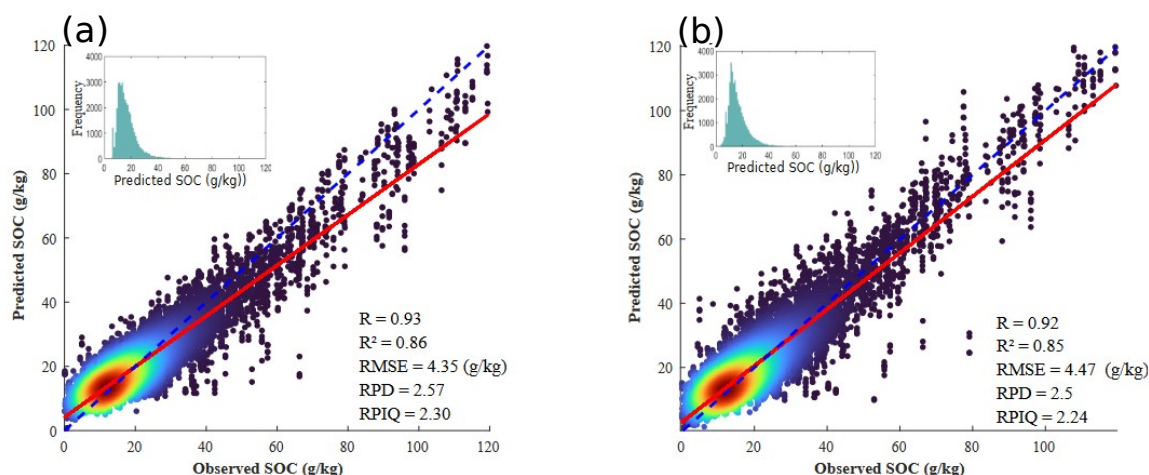 (a)
120
100
80
60
40
20
0
Predicted SOC (g/kg)
4000
3000
2000
1000
0
Frequency
0 20 40 60 80 100 120
Predicted SOC (g/kg))
R = 0.93
R² = 0.86
RMSE = 4.35 (g/kg)
RPD = 2.57
RPIQ = 2.30
0 20 40 60 80 100 120
Observed SOC (g/kg)
(b)
120
100
80
60
40
20
0
Predicted SOC (g/kg)
4000
3000
2000
1000
0
Frequency
0 20 40 60 80 100 120
Predicted SOC (g/kg))
R = 0.92
R² = 0.85
RMSE = 4.47 (g/kg)
RPD = 2.5
RPIQ = 2.24
0 20 40 60 80 100
Observed SOC (g/kg)